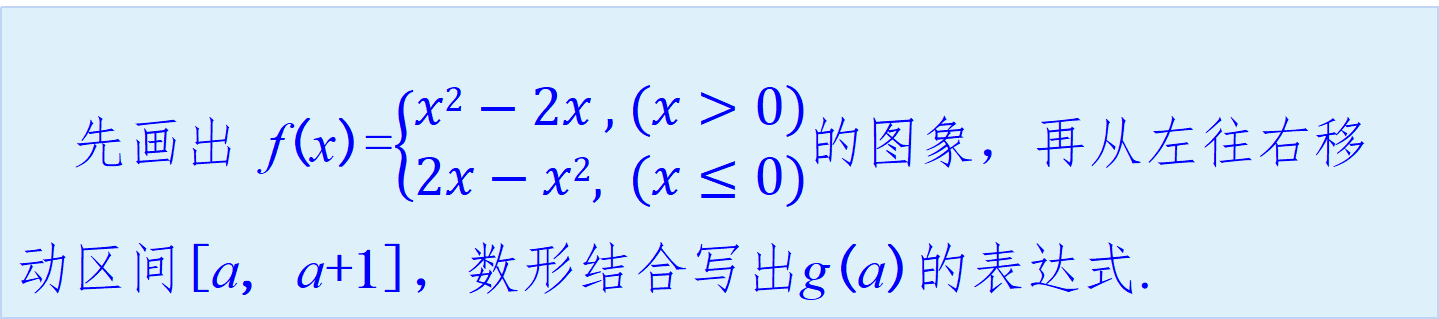 先画出 f(x)={x² − 2x , (x > 0) 2x − x², (x ≤ 0)的图象，再从左往右移
动区间[a, a+1]，数形结合写出g(a)的表达式.